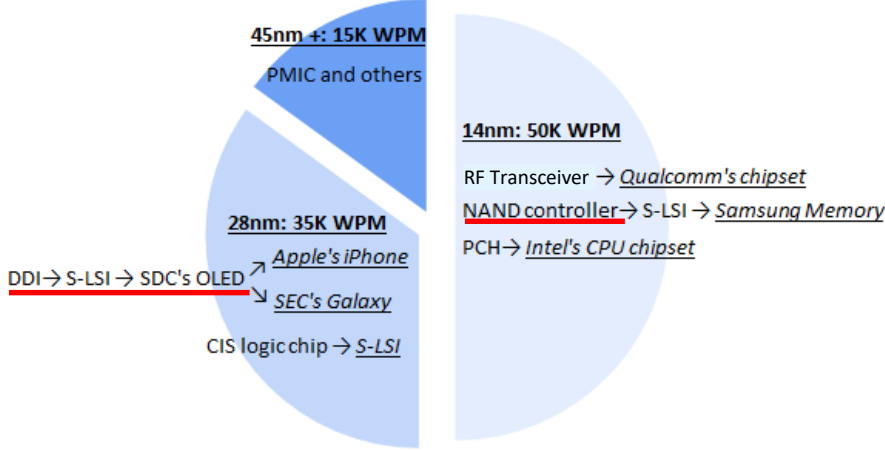 45nm +: 15K WPM
PMIC and others
14nm: 50K WPM
RF Transceiver → Qualcomm's chipset
NAND controller→ S-LSI → Samsung Memory
PCH→ Intel's CPU chipset
28nm: 35K WPM
DDI→ S-LSI → SDC's OLED
↗ Apple's iPhone
↘ SEC's Galaxy
CIS logic chip → S-LSI